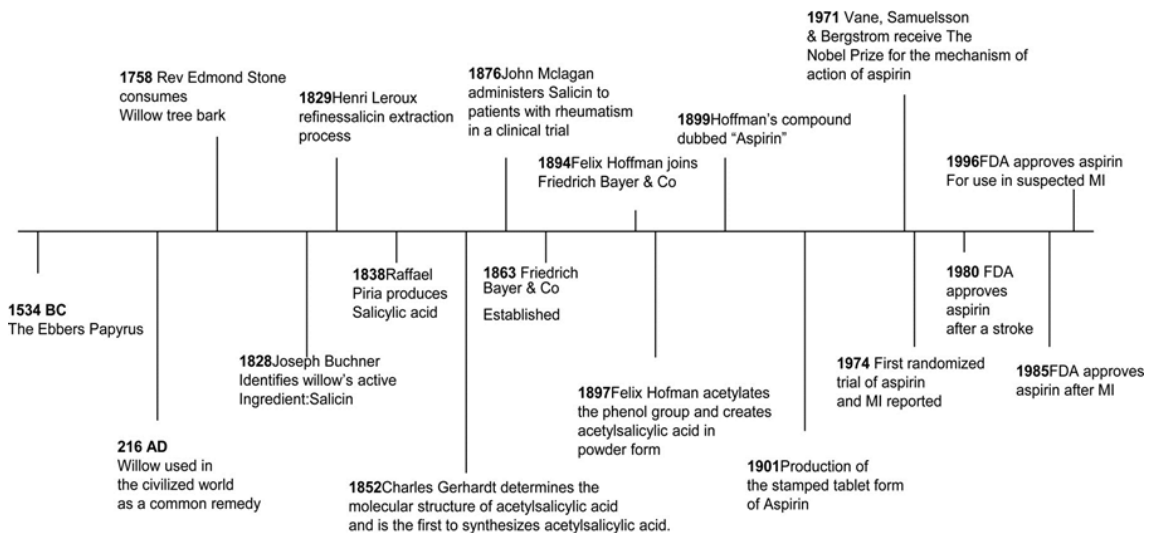 1534 BC
The Ebbers Papyrus
216 AD
Willow used in
the civilized world
as a common remedy
1758 Rev Edmond Stone
consumes
Willow tree bark
1828Joseph Buchner
Identifies willow's active
Ingredient:Salicin
1829Henri Leroux
refinessalicin extraction
process
1838Raffael
Piria produces
Salicylic acid
1852Charles Gerhardt determines the
molecular structure of acetylsalicylic acid
and is the first to synthesizes acetylsalicylic acid.
1876John Mclagan
administers Salicin to
patients with rheumatism
in a clinical trial
1863 Friedrich
Bayer & Co
Established
1894Felix Hoffman joins
Friedrich Bayer & Co
1897Felix Hofman acetylates
the phenol group and creates
acetylsalicylic acid in
powder form
1899Hoffman's compound
dubbed “Aspirin”
1901Production of
the stamped tablet form
of Aspirin
1971 Vane, Samuelsson
& Bergstrom receive The
Nobel Prize for the mechanism of
action of aspirin
1974 First randomized
trial of aspirin
and MI reported
1980 FDA
approves
aspirin
after a stroke
1985FDA approves
aspirin after MI
1996FDA approves aspirin
For use in suspected MI